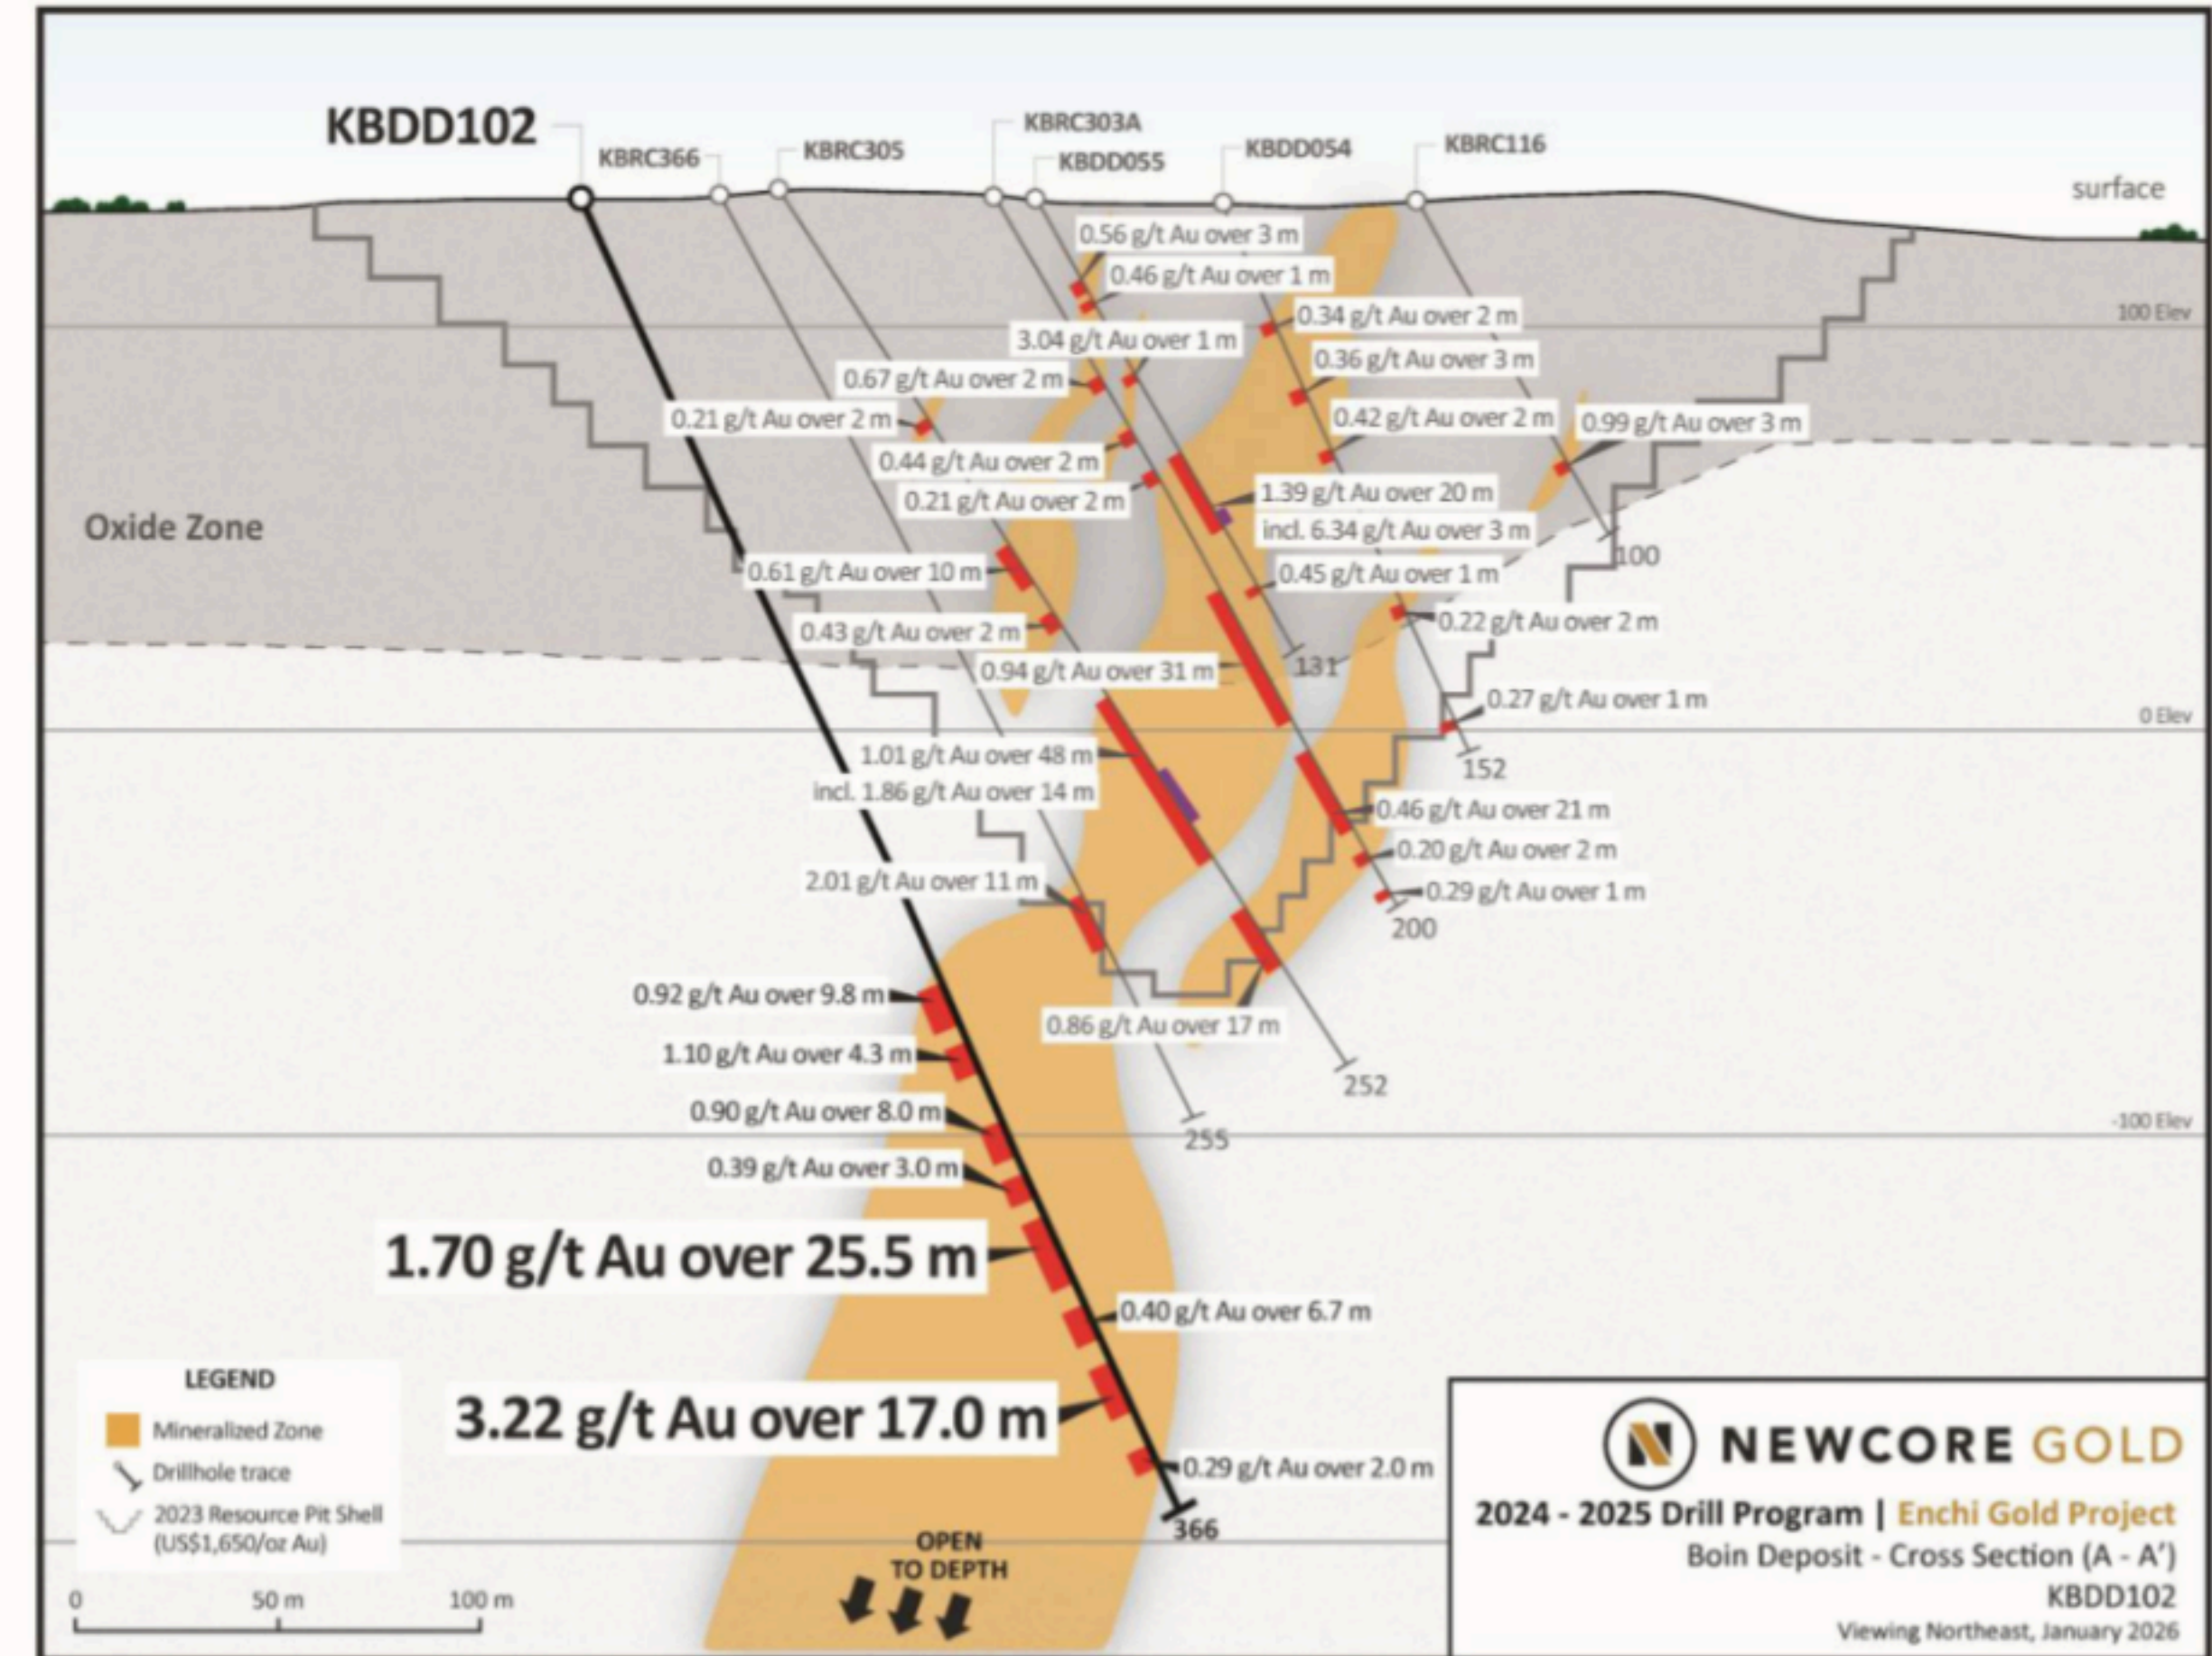 KBDD102
KBRC366
KBRC305
KBRC303A
KBDD055
KBDD054
KBRC116
surface
0.56 g/t Au over 3 m
0.46 g/t Au over 1 m
100 Elev
0.34 g/t Au over 2 m
3.04 g/t Au over 1 m
0.36 g/t Au over 3 m
0.67 g/t Au over 2 m
0.21 g/t Au over 2 m
0.42 g/t Au over 2 m
0.99 g/t Au over 3 m
0.44 g/t Au over 2 m
0.21 g/t Au over 2 m
1.39 g/t Au over 20 m
incl. 6.34 g/t Au over 3 m
Oxide Zone
100
0.61 g/t Au over 10 m
0.45 g/t Au over 1 m
0.43 g/t Au over 2 m
0.22 g/t Au over 2 m
0.94 g/t Au over 31 m
131
0.27 g/t Au over 1 m
0 Elev
1.01 g/t Au over 48 m
incl. 1.86 g/t Au over 14 m
152
0.46 g/t Au over 21 m
0.20 g/t Au over 2 m
2.01 g/t Au over 11 m
0.29 g/t Au over 1 m
200
0.92 g/t Au over 9.8 m
0.86 g/t Au over 17 m
1.10 g/t Au over 4.3 m
252
0.90 g/t Au over 8.0 m
-100 Elev
255
0.39 g/t Au over 3.0 m
1.70 g/t Au over 25.5 m
0.40 g/t Au over 6.7 m
3.22 g/t Au over 17.0 m
0.29 g/t Au over 2.0 m
366
OPEN
TO DEPTH
LEGEND
Mineralized Zone
Drillhole trace
2023 Resource Pit Shell
(US$1,650/oz Au)
0 50 m 100 m
NEWCORE GOLD
2024 - 2025 Drill Program | Enchi Gold Project
Boin Deposit - Cross Section (A - A')
KBDD102
Viewing Northeast, January 2026